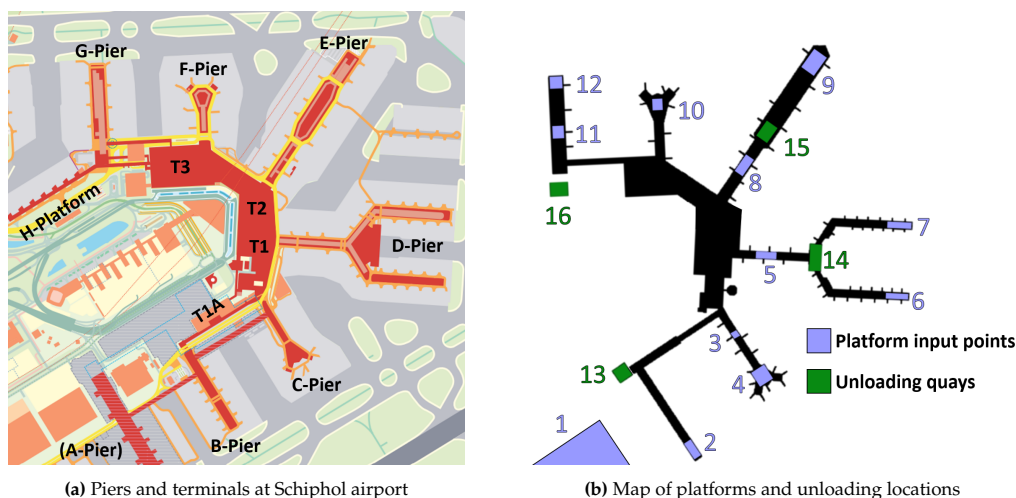 G-Pier
F-Pier
E-Pier
T3
H-Platform
T2
T1
D-Pier
P
T1A
C-Pier
B-Pier
(A-Pier)
(a) Piers and terminals at Schiphol airport
12
11
10
9
15
8
16
7
14
5
6
3
13
4
1
2
Platform input points
Unloading quays
(b) Map of platforms and unloading locations